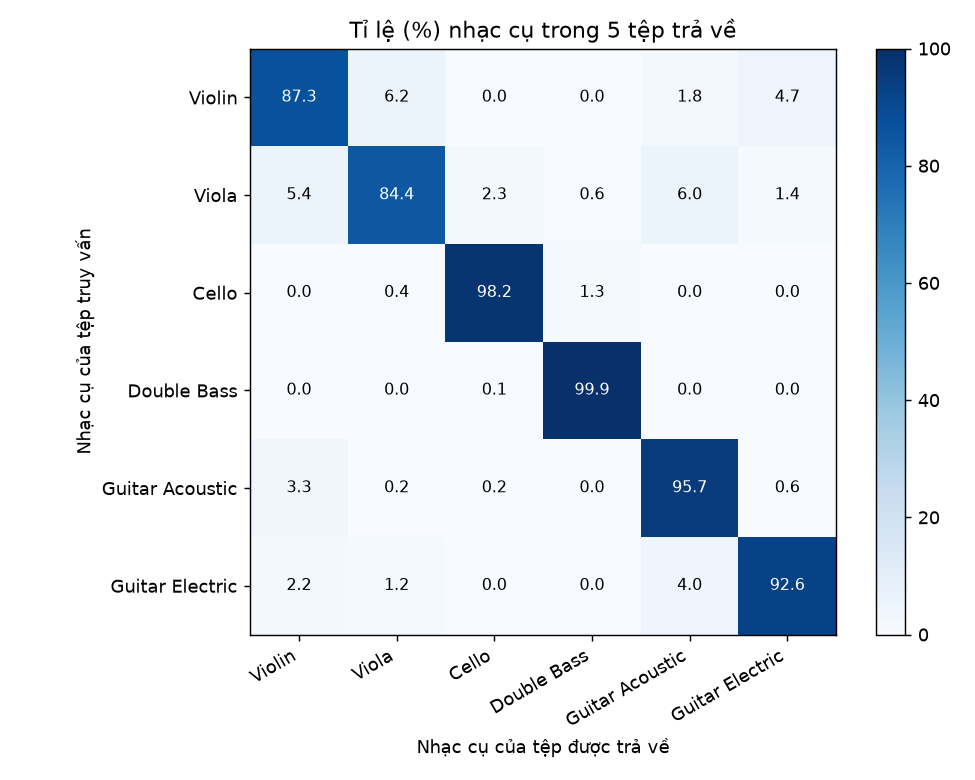 Tỉ lệ (%) nhạc cụ trong 5 tệp trả về
Nhạc cụ của tệp truy vấn
Violin 87.3 6.2 0.0 0.0 1.8 4.7
Viola 5.4 84.4 2.3 0.6 6.0 1.4
Cello 0.0 0.4 98.2 1.3 0.0 0.0
Double Bass 0.0 0.0 0.1 99.9 0.0 0.0
Guitar Acoustic 3.3 0.2 0.2 0.0 95.7 0.6
Guitar Electric 2.2 1.2 0.0 0.0 4.0 92.6
Violin Viola Cello Double Bass Guitar Acoustic Guitar Electric
Nhạc cụ của tệp được trả về
100
80
60
40
20
0